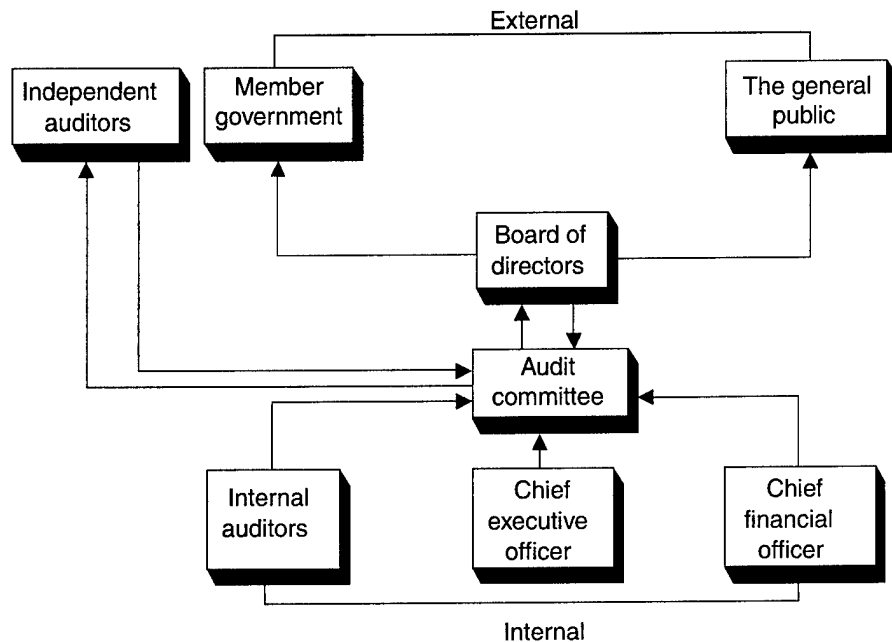 External
Independent
auditors
Member
government
The general
public
Board of
directors
Audit
committee
Internal
auditors
Chief
executive
officer
Chief
financial
officer
Internal